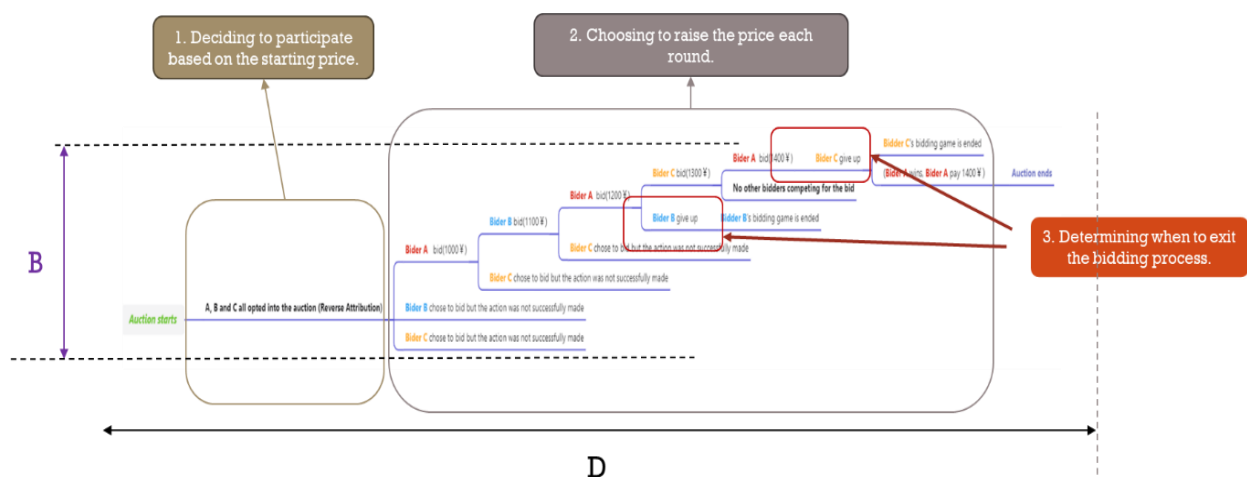 1. Deciding to participate
based on the starting price.
2. Choosing to raise the price each
round.
Bidder C's bidding game is ended
Bider A bid(1400¥)
Bider C give up
(Bider A wins, Bider A pay 1400¥)
Auction ends
Bider C bid(1300¥)
No other bidders competing for the bid
Bider A bid(1200¥)
Bider B give up
Bidder B's bidding game is ended
Bider B bid(1100¥)
Bider C chose to bid but the action was not successfully made
3. Determining when to exit
the bidding process.
B
Bider A bid(1000¥)
Bider C chose to bid but the action was not successfully made
A, B and C all opted into the auction (Reverse Attribution)
Bider B chose to bid but the action was not successfully made
Auction starts
Bider C chose to bid but the action was not successfully made
D